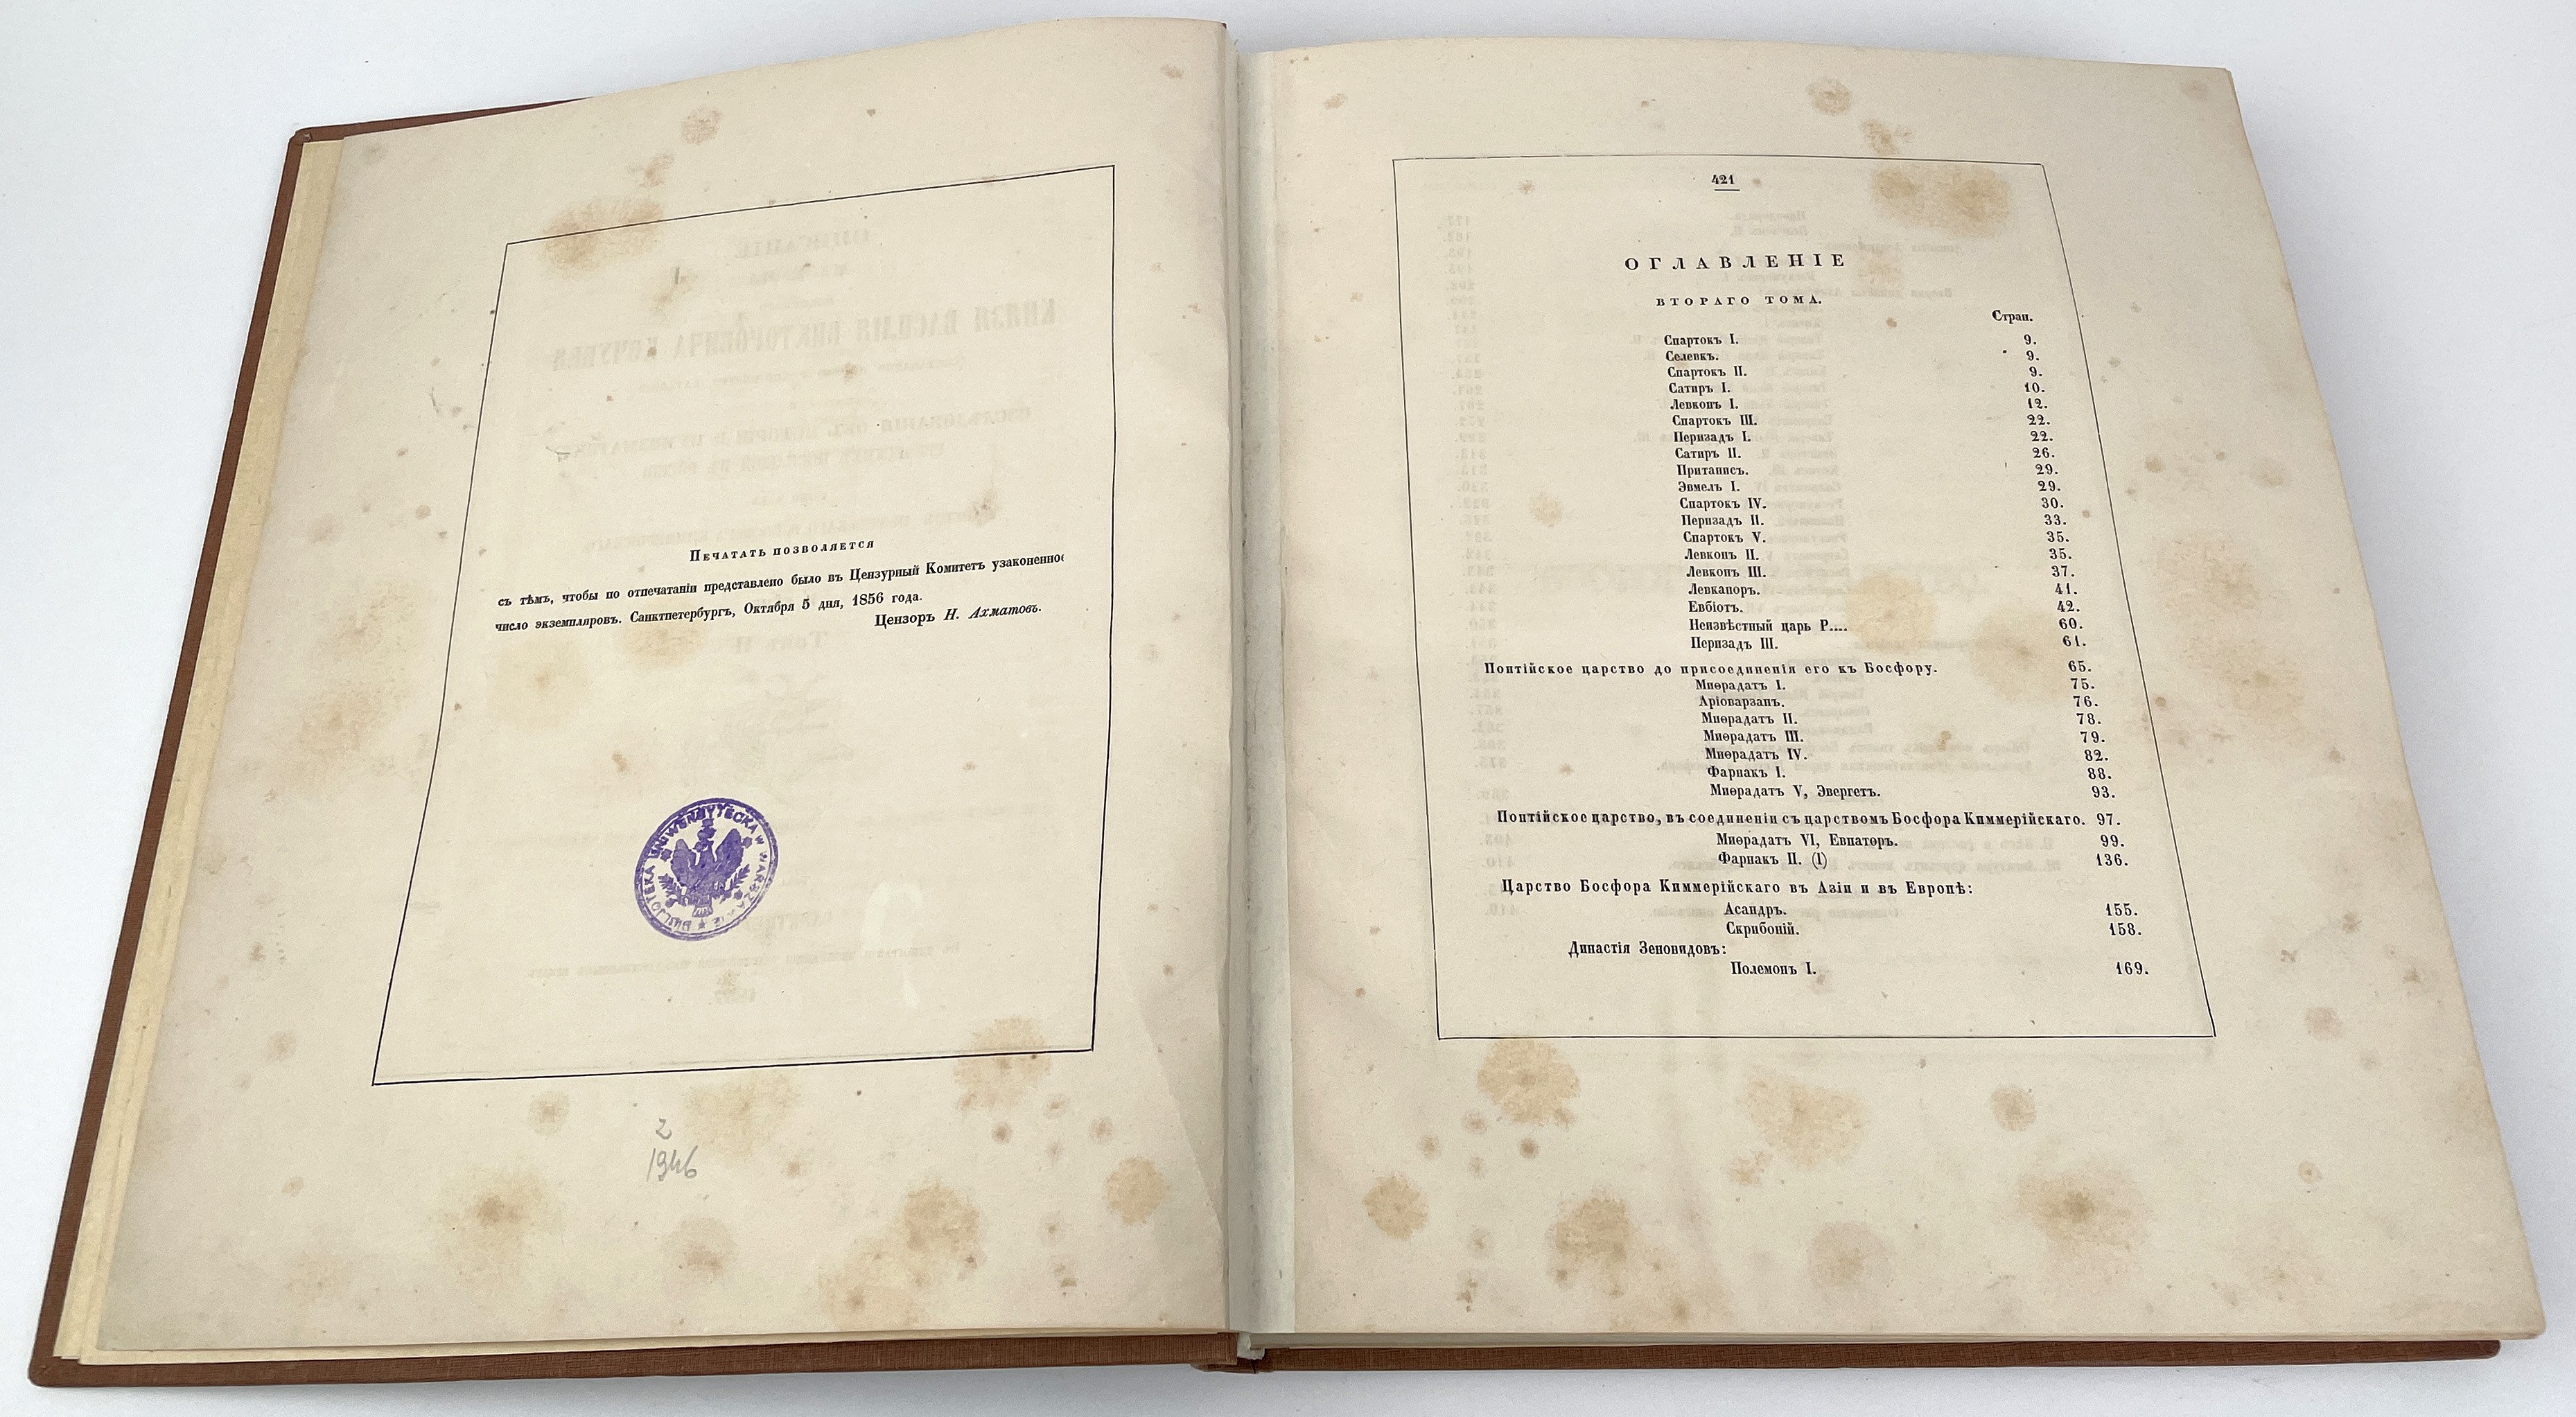 Печатать позволяется
съ тѣмъ, чтобы по отпечатаніи представлено было въ Цензурный Комитетъ узаконенное
число экземпляровъ. Санктпетербургъ, Октября 5 дня, 1856 года.
Цензоръ Н. Ахматовъ.
BIBLJOTEKA UNIWERSYTECKA W WARSZAWIE
2
1946
421
ОГЛАВЛЕНІЕ
ВТОРАГО ТОМА.
Стран.
Спартокъ I. 9.
Селевкъ. 9.
Спартокъ II. 9.
Сатиръ I. 10.
Левконъ I. 12.
Спартокъ III. 22.
Перизадъ I. 22.
Сатиръ II. 26.
Пританисъ. 29.
Эвмелъ I. 29.
Спартокъ IV. 30.
Перизадъ II. 33.
Спартокъ V. 35.
Левконъ II. 35.
Левконъ III. 37.
Левканоръ. 41.
Евбіотъ. 42.
Неизвѣстный царь Р.... 60.
Перизадъ III. 61.
Понтійское царство до присоединенія его къ Босфору. 65.
Миѳрадатъ I. 75.
Аріоварзанъ. 76.
Миѳрадатъ II. 78.
Миѳрадатъ III. 79.
Миѳрадатъ IV. 82.
Фарнакъ I. 88.
Миѳрадатъ V, Эвергетъ. 93.
Понтійское царство, въ соединеніи съ царствомъ Босфора Киммерійскаго. 97.
Миѳрадатъ VI, Евпаторъ. 99.
Фарнакъ II. (I) 136.
Царство Босфора Киммерійскаго въ Азіи и въ Европѣ:
Асандръ. 155.
Скрибоній. 158.
Династія Зеновидовъ:
Полемонъ I. 169.